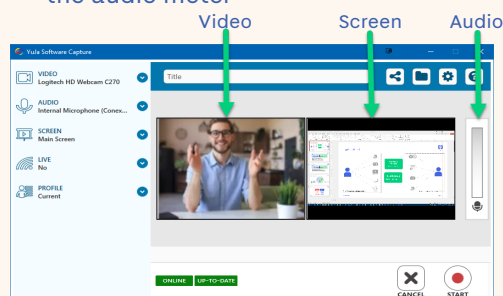 the audio meter
Video
Screen
Audio
Yula Software Capture
VIDEO
Logitech HD Webcam C270
AUDIO
Internal Microphone (Conex...
SCREEN
Main Screen
LIVE
No
PROFILE
Current
Title
ONLINE
UP-TO-DATE
CANCEL
START